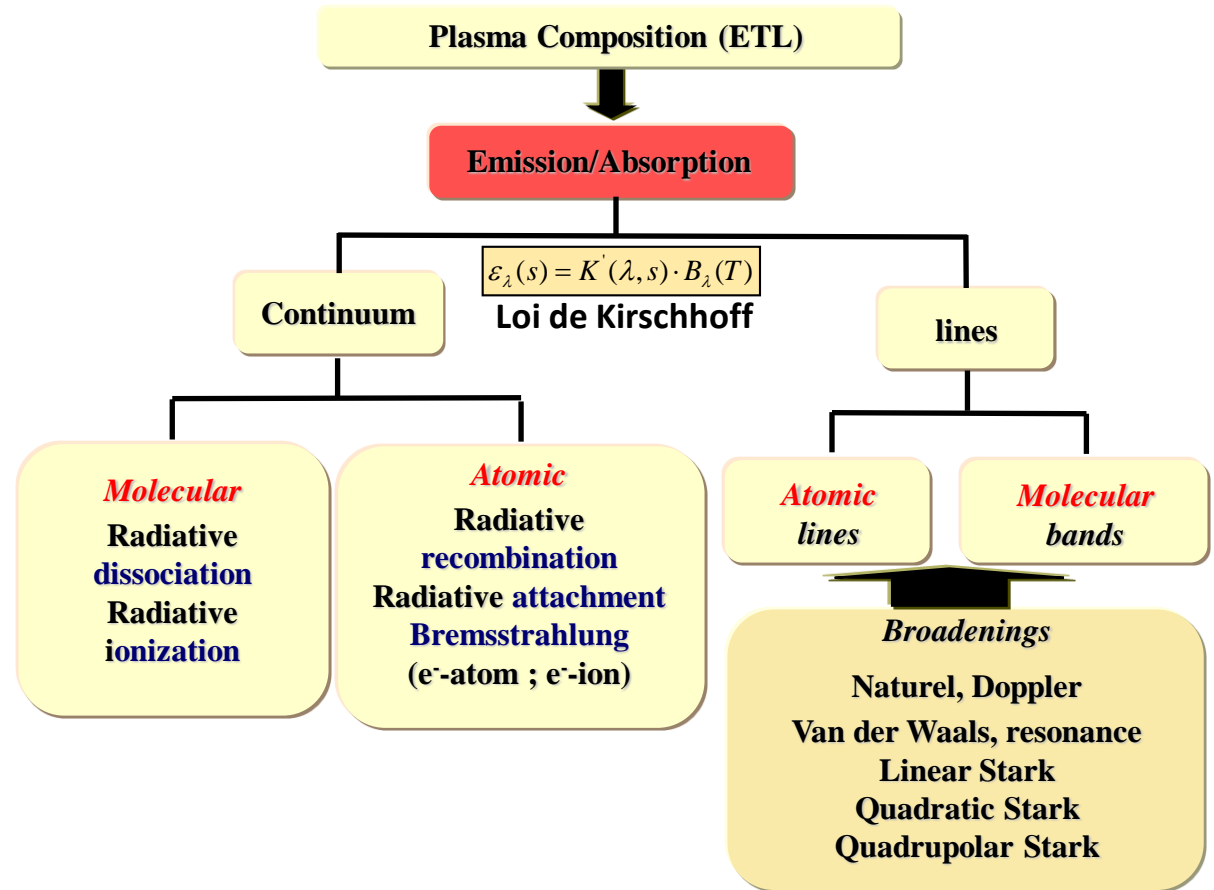 Plasma Composition (ETL)
Emission/Absorption
ε_λ(s) = K'(λ, s) · B_λ(T)
Loi de Kirschhoff
Continuum
lines
Molecular
Radiative
dissociation
Radiative
ionization
Atomic
Radiative
recombination
Radiative attachment
Bremsstrahlung
(e⁻-atom ; e⁻-ion)
Atomic
lines
Molecular
bands
Broadenings
Naturel, Doppler
Van der Waals, resonance
Linear Stark
Quadratic Stark
Quadrupolar Stark